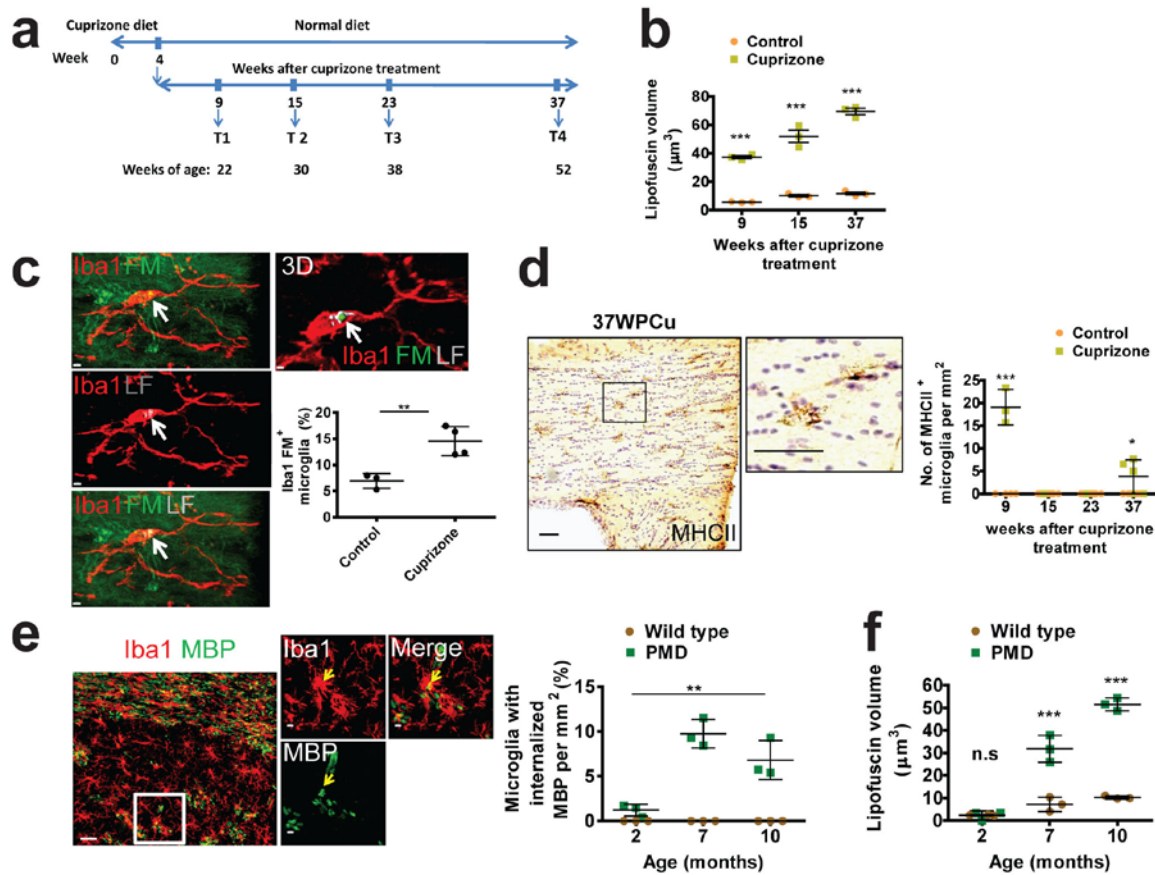 a
Cuprizone diet
Normal diet
Week
0
4
Weeks after cuprizone treatment
9
15
23
37
T1
T 2
T3
T4
Weeks of age: 22 30 38 52
b
Control
Cuprizone
Lipofuscin volume
(µm³)
80
60
40
20
0
***
***
***
9 15 37
Weeks after cuprizone
treatment
c
Iba1 FM
3D
Iba1 FM LF
Iba1 LF
Iba1 FM LF
Iba1 FM⁺
microglia (%)
20
15
10
5
0
**
Control
Cuprizone
d
37WPCu
MHCII
Control
Cuprizone
No. of MHCII⁺
microglia per mm²
25
20
15
10
5
0
***
*
9 15 23 37
weeks after cuprizone
treatment
e
Iba1 MBP
Iba1
Merge
MBP
Wild type
PMD
Microglia with
internalized
MBP per mm² (%)
15
10
5
0
**
2 7 10
Age (months)
f
Wild type
PMD
Lipofuscin volume
(µm³)
60
50
40
30
20
10
0
n.s
***
***
2 7 10
Age (months)